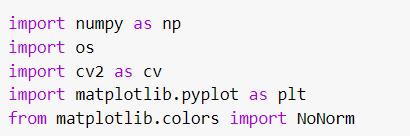 import numpy as np
import os
import cv2 as cv
import matplotlib.pyplot as plt
from matplotlib.colors import NoNorm